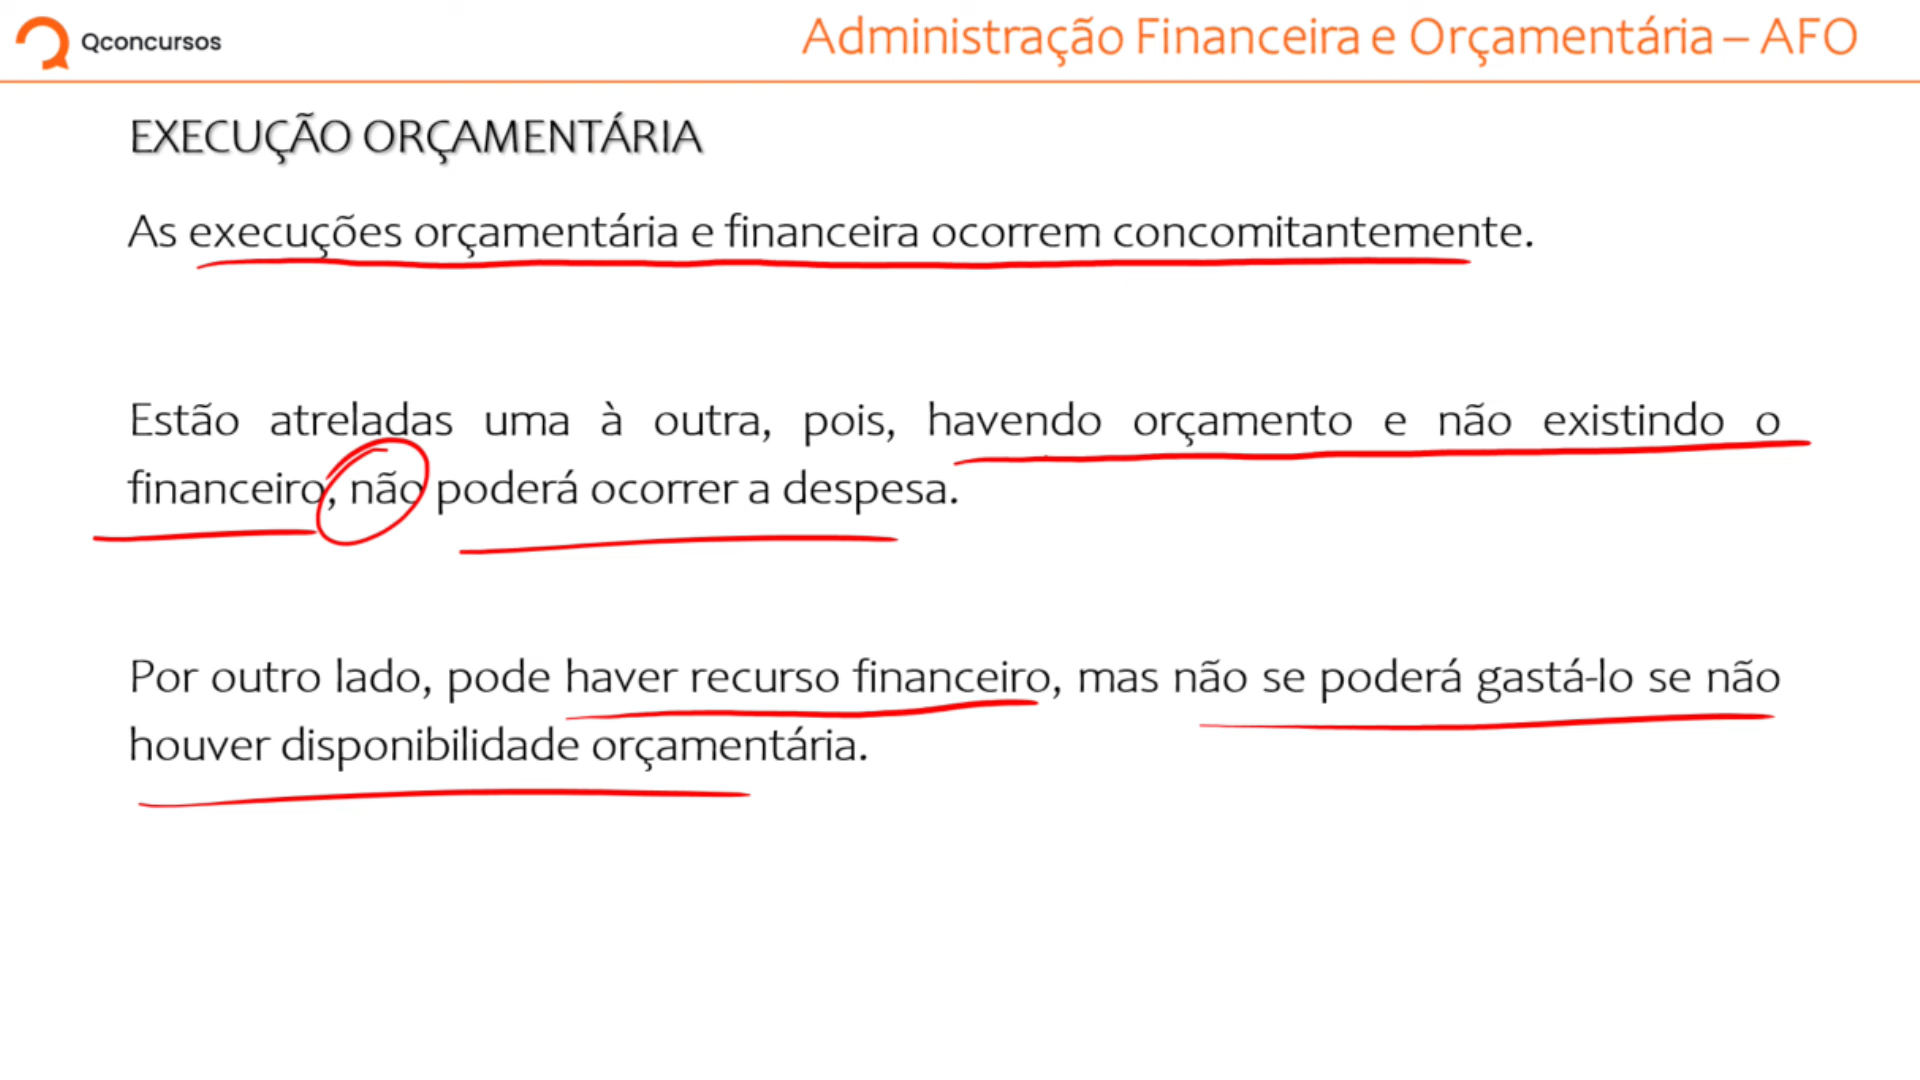 Qconcursos
Administração Financeira e Orçamentária – AFO
EXECUÇÃO ORÇAMENTÁRIA
As execuções orçamentária e financeira ocorrem concomitantemente.
Estão atreladas uma à outra, pois, havendo orçamento e não existindo o
financeiro, não poderá ocorrer a despesa.
Por outro lado, pode haver recurso financeiro, mas não se poderá gastá-lo se não
houver disponibilidade orçamentária.